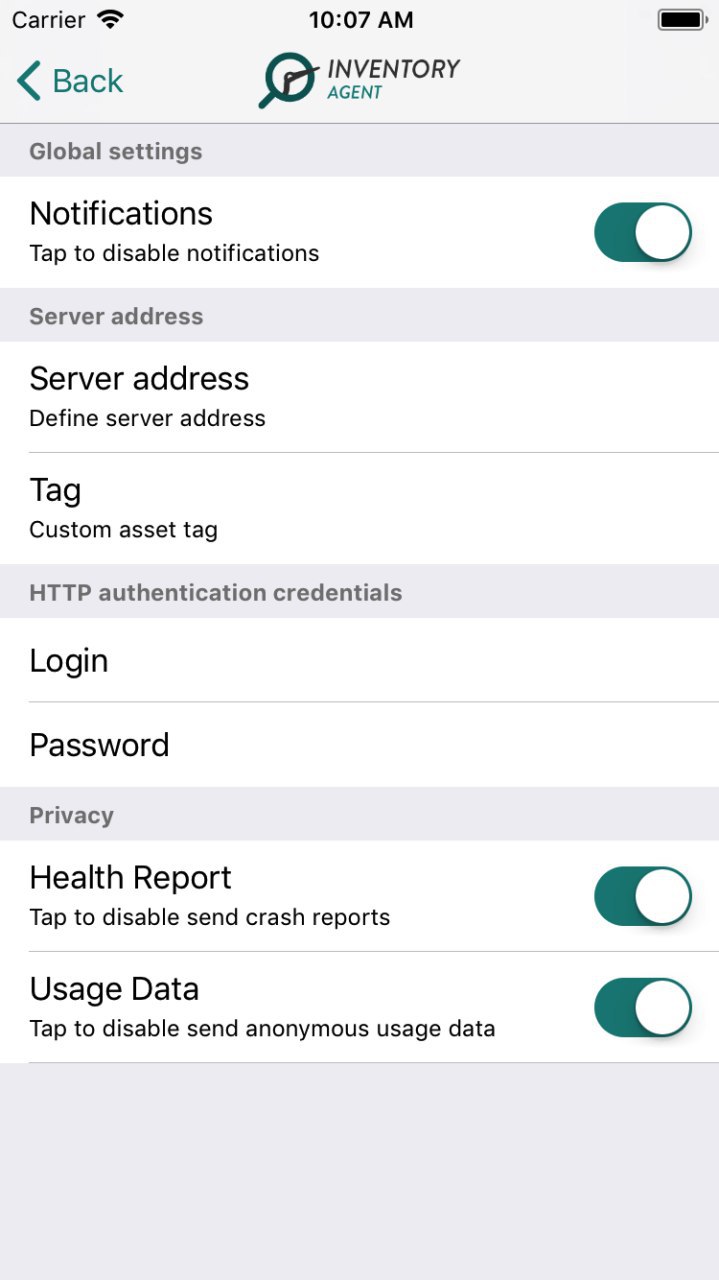 Carrier 10:07 AM
Back
INVENTORY
AGENT
Global settings
Notifications
Tap to disable notifications
Server address
Server address
Define server address
Tag
Custom asset tag
HTTP authentication credentials
Login
Password
Privacy
Health Report
Tap to disable send crash reports
Usage Data
Tap to disable send anonymous usage data